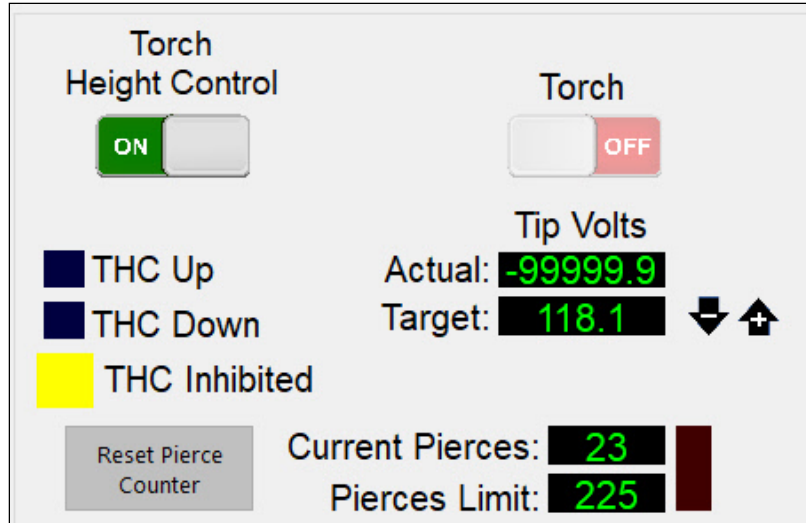 Torch
Height Control
ON
Torch
OFF
Tip Volts
THC Up
Actual: -99999.9
THC Down
Target: 118.1
- +
THC Inhibited
Reset Pierce
Counter
Current Pierces: 23
Pierces Limit: 225